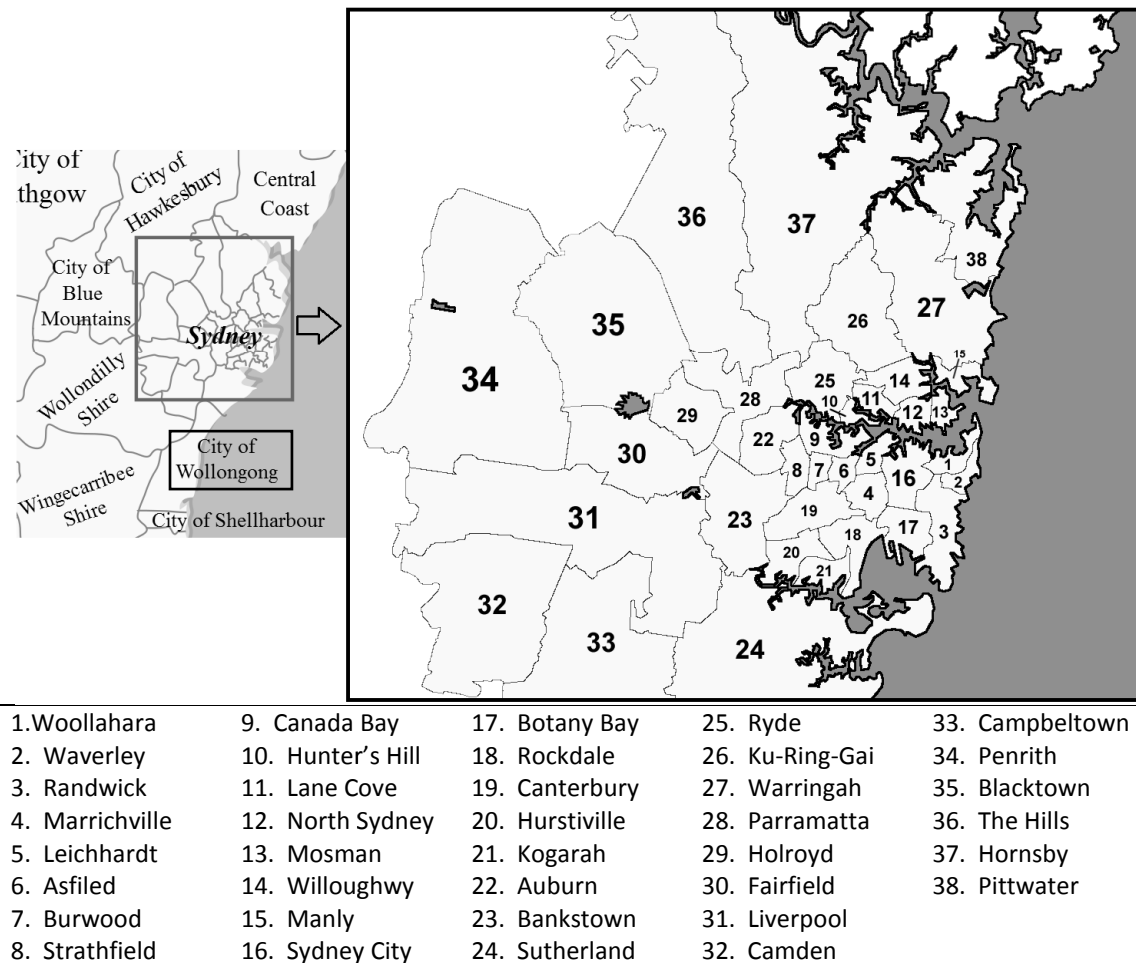 City of
thgow
City of
Hawkesbury
Central
Coast
City of
Blue
Mountains
Sydney
Wollondilly
Shire
City of
Wollongong
Wingecarribee
Shire
City of Shellharbour
36
37
38
27
26
35
34
15
14
25
11
10
12
13
28
29
22
9
30
8
7
6
5
16
1
2
4
31
23
19
17
3
18
20
21
32
33
24
1.Woollahara
2. Waverley
3. Randwick
4. Marrichville
5. Leichhardt
6. Asfiled
7. Burwood
8. Strathfield
9. Canada Bay
10. Hunter's Hill
11. Lane Cove
12. North Sydney
13. Mosman
14. Willoughwy
15. Manly
16. Sydney City
17. Botany Bay
18. Rockdale
19. Canterbury
20. Hurstiville
21. Kogarah
22. Auburn
23. Bankstown
24. Sutherland
25. Ryde
26. Ku-Ring-Gai
27. Warringah
28. Parramatta
29. Holroyd
30. Fairfield
31. Liverpool
32. Camden
33. Campbeltown
34. Penrith
35. Blacktown
36. The Hills
37. Hornsby
38. Pittwater